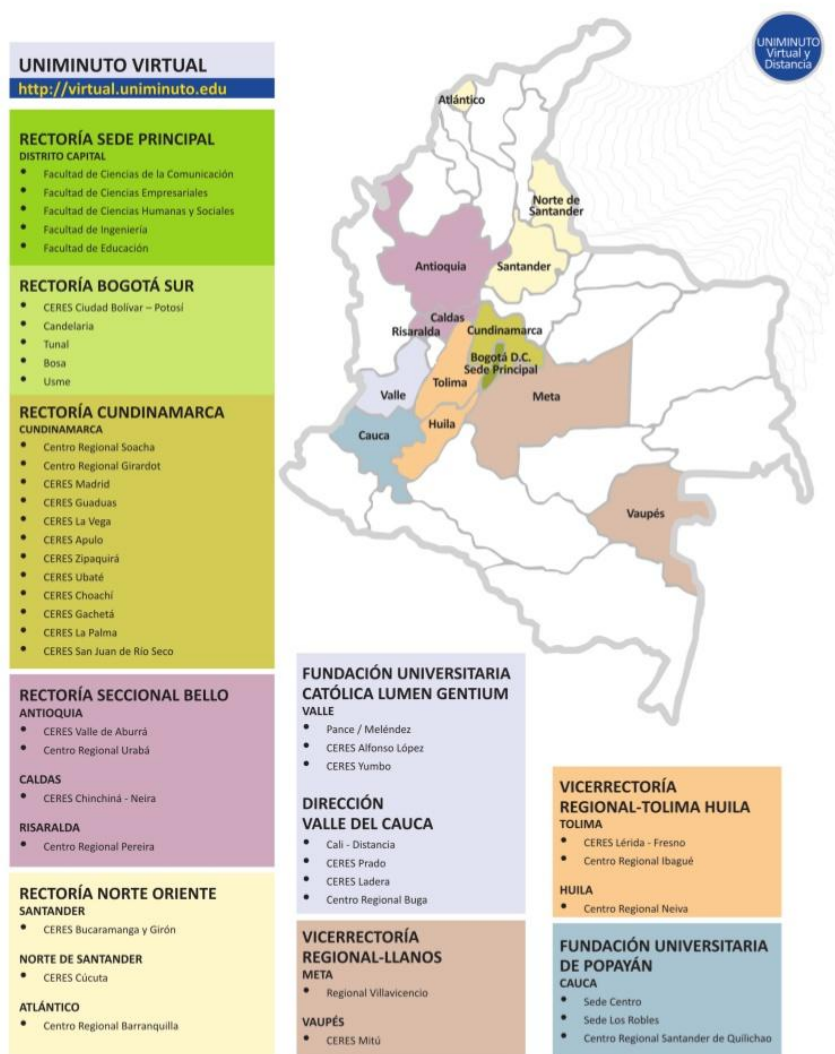 UNIMINUTO VIRTUAL
http://virtual.uniminuto.edu
RECTORÍA SEDE PRINCIPAL
DISTRITO CAPITAL
• Facultad de Ciencias de la Comunicación
• Facultad de Ciencias Empresariales
• Facultad de Ciencias Humanas y Sociales
• Facultad de Ingeniería
• Facultad de Educación
RECTORÍA BOGOTÁ SUR
• CERES Ciudad Bolívar – Potosí
• Candelaria
• Tunal
• Bosa
• Usme
RECTORÍA CUNDINAMARCA
CUNDINAMARCA
• Centro Regional Soacha
• Centro Regional Girardot
• CERES Madrid
• CERES Guaduas
• CERES La Vega
• CERES Apulo
• CERES Zipaquirá
• CERES Ubaté
• CERES Choachí
• CERES Gachetá
• CERES La Palma
• CERES San Juan de Río Seco
RECTORÍA SECCIONAL BELLO
ANTIOQUIA
• CERES Valle de Aburrá
• Centro Regional Urabá
CALDAS
• CERES Chinchiná - Neira
RISARALDA
• Centro Regional Pereira
RECTORÍA NORTE ORIENTE
SANTANDER
• CERES Bucaramanga y Girón
NORTE DE SANTANDER
• CERES Cúcuta
ATLÁNTICO
• Centro Regional Barranquilla
UNIMINUTO
Virtual y
Distancia
Atlántico
Norte de
Santander
Antioquia
Santander
Caldas
Risaralda
Cundinamarca
Bogotá D.C.
Sede Principal
Tolima
Valle
Meta
Huila
Cauca
Vaupés
FUNDACIÓN UNIVERSITARIA
CATÓLICA LUMEN GENTIUM
VALLE
• Pance / Meléndez
• CERES Alfonso López
• CERES Yumbo
DIRECCIÓN
VALLE DEL CAUCA
• Cali - Distancia
• CERES Prado
• CERES Ladera
• Centro Regional Buga
VICERRECTORÍA
REGIONAL-LLANOS
META
• Regional Villavicencio
VAUPÉS
• CERES Mitú
VICERRECTORÍA
REGIONAL-TOLIMA HUILA
TOLIMA
• CERES Lérida - Fresno
• Centro Regional Ibagué
HUILA
• Centro Regional Neiva
FUNDACIÓN UNIVERSITARIA
DE POPAYÁN
CAUCA
• Sede Centro
• Sede Los Robles
• Centro Regional Santander de Quilichao